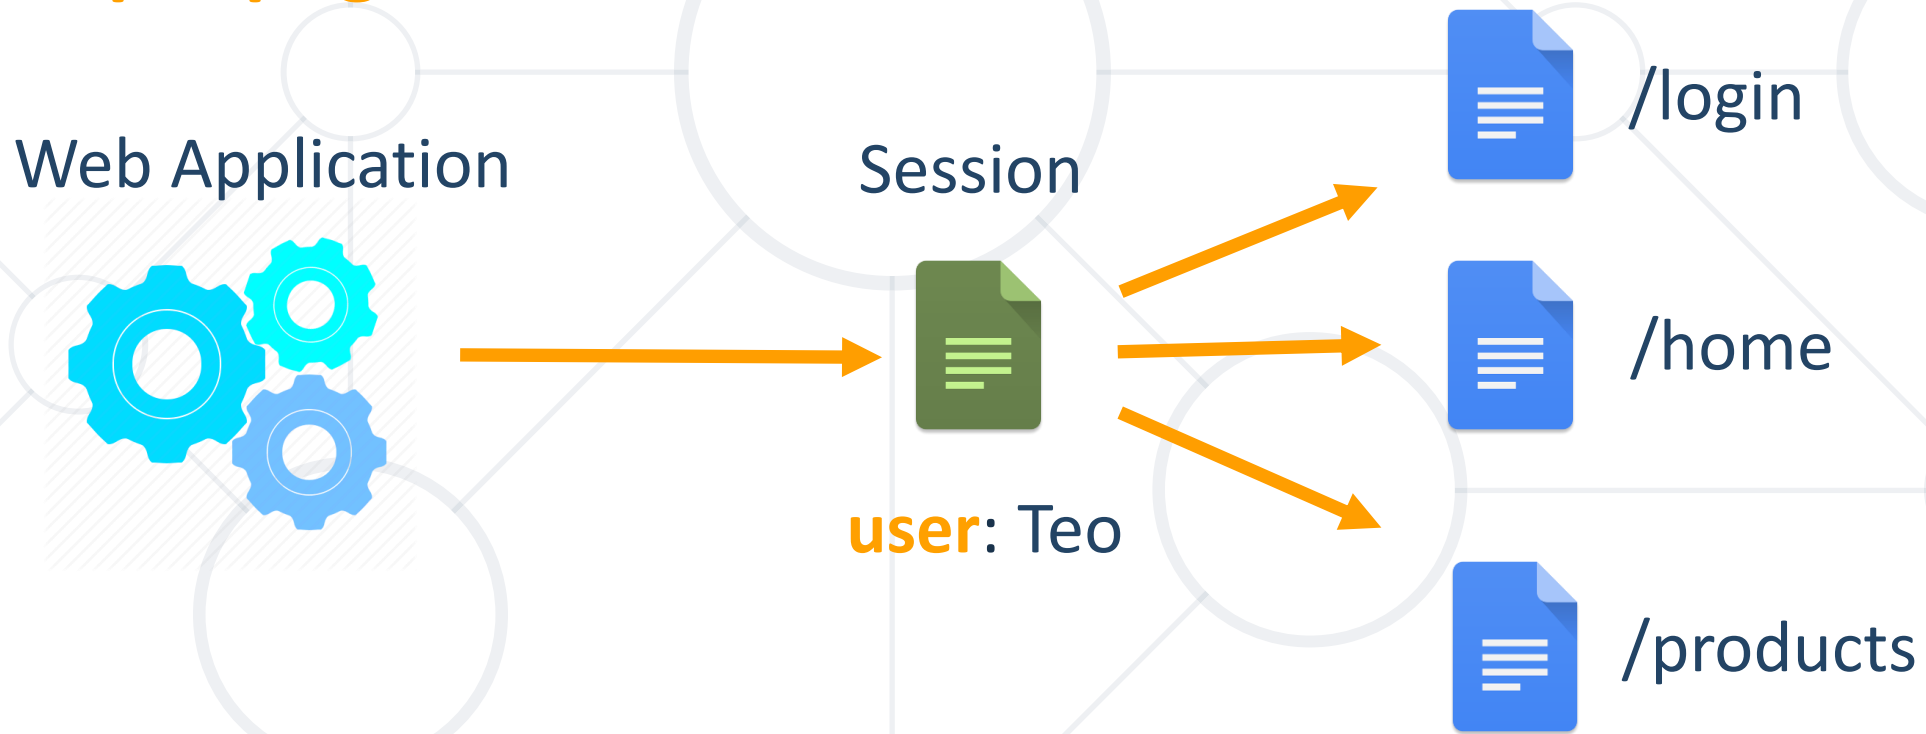 Web Application
Session
user: Teo
/login
/home
/products